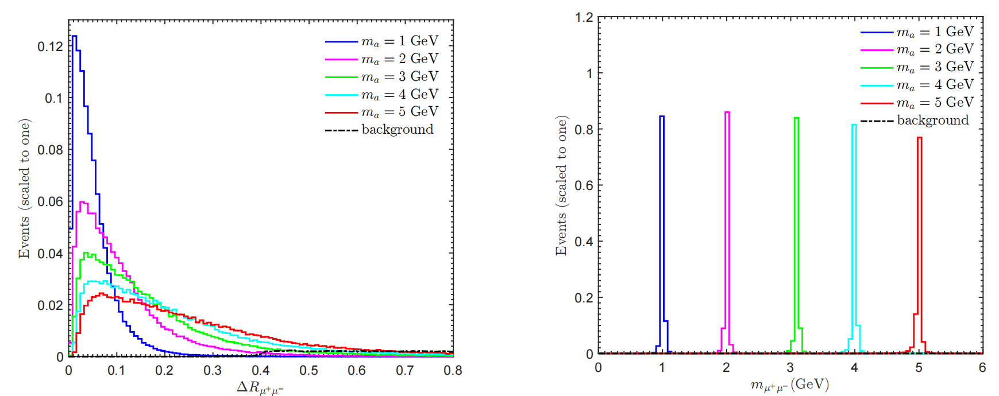 0.12
0.1
0.08
0.06
0.04
0.02
0
0 0.1 0.2 0.3 0.4 0.5 0.6 0.7 0.8
Events (scaled to one)
ΔR_{μ⁺μ⁻}
m_a = 1 GeV
m_a = 2 GeV
m_a = 3 GeV
m_a = 4 GeV
m_a = 5 GeV
background
1.2
1
0.8
0.6
0.4
0.2
0
0 1 2 3 4 5 6
Events (scaled to one)
m_{μ⁺μ⁻}(GeV)
m_a = 1 GeV
m_a = 2 GeV
m_a = 3 GeV
m_a = 4 GeV
m_a = 5 GeV
background